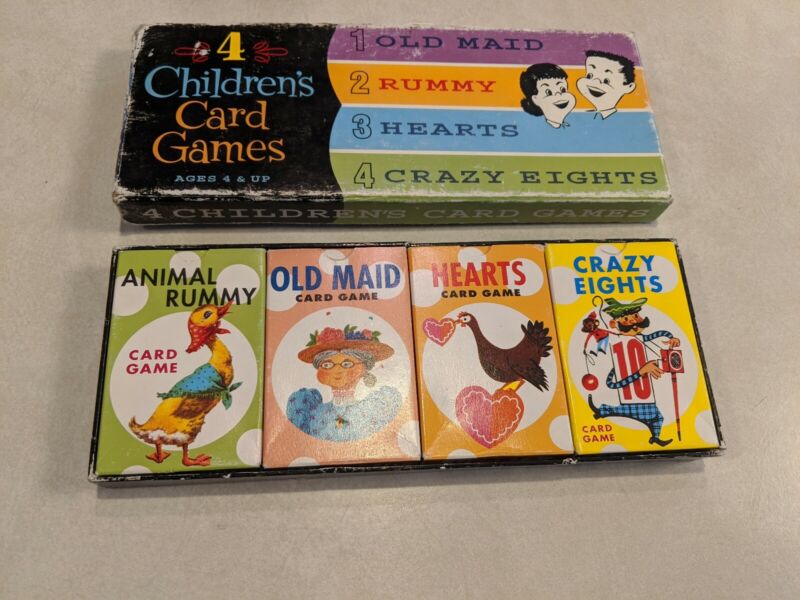 4
Children's
Card
Games
AGES 4 & UP
1 OLD MAID
2 RUMMY
3 HEARTS
4 CRAZY EIGHTS
4 CHILDREN'S CARD GAMES
ANIMAL
RUMMY
CARD
GAME
OLD MAID
CARD GAME
HEARTS
CARD GAME
CRAZY
EIGHTS
10
CARD
GAME